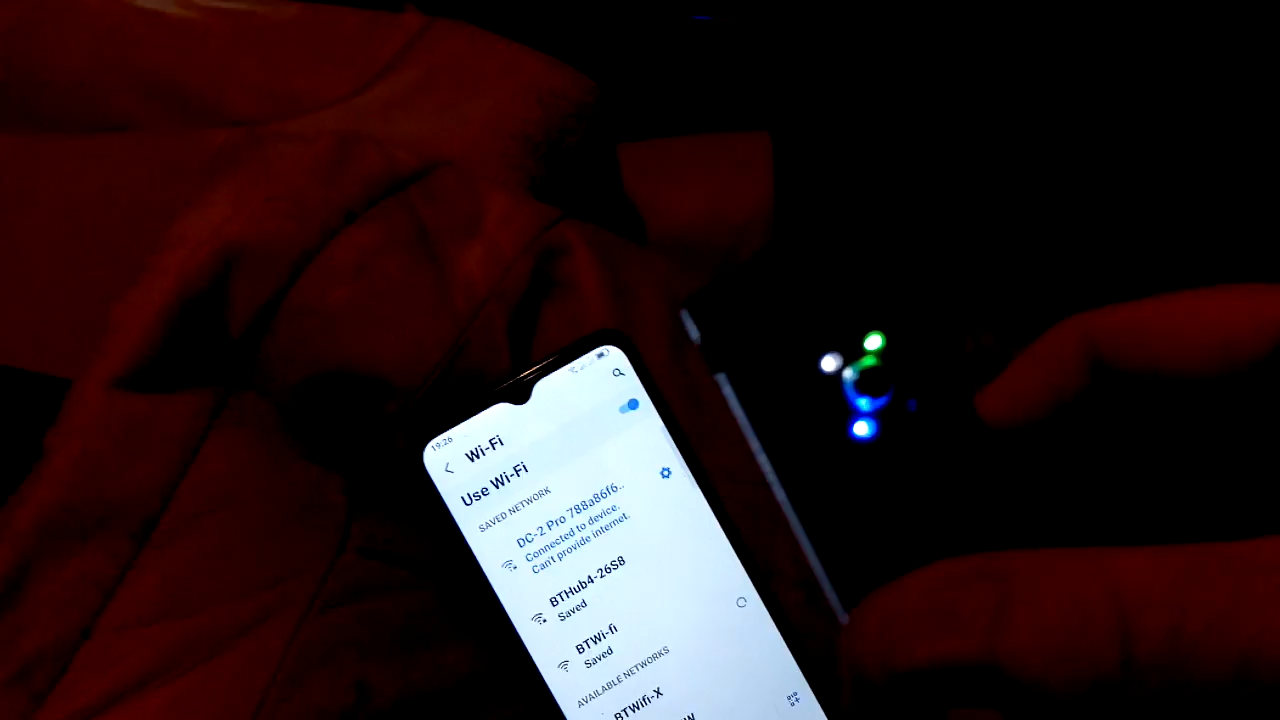 19:26
Wi-Fi
Use Wi-Fi
SAVED NETWORK
DC-2 Pro 788a86f6..
Connected to device.
Can't provide internet.
BTHub4-26S8
Saved
BTWi-fi
Saved
AVAILABLE NETWORKS
BTWifi-X